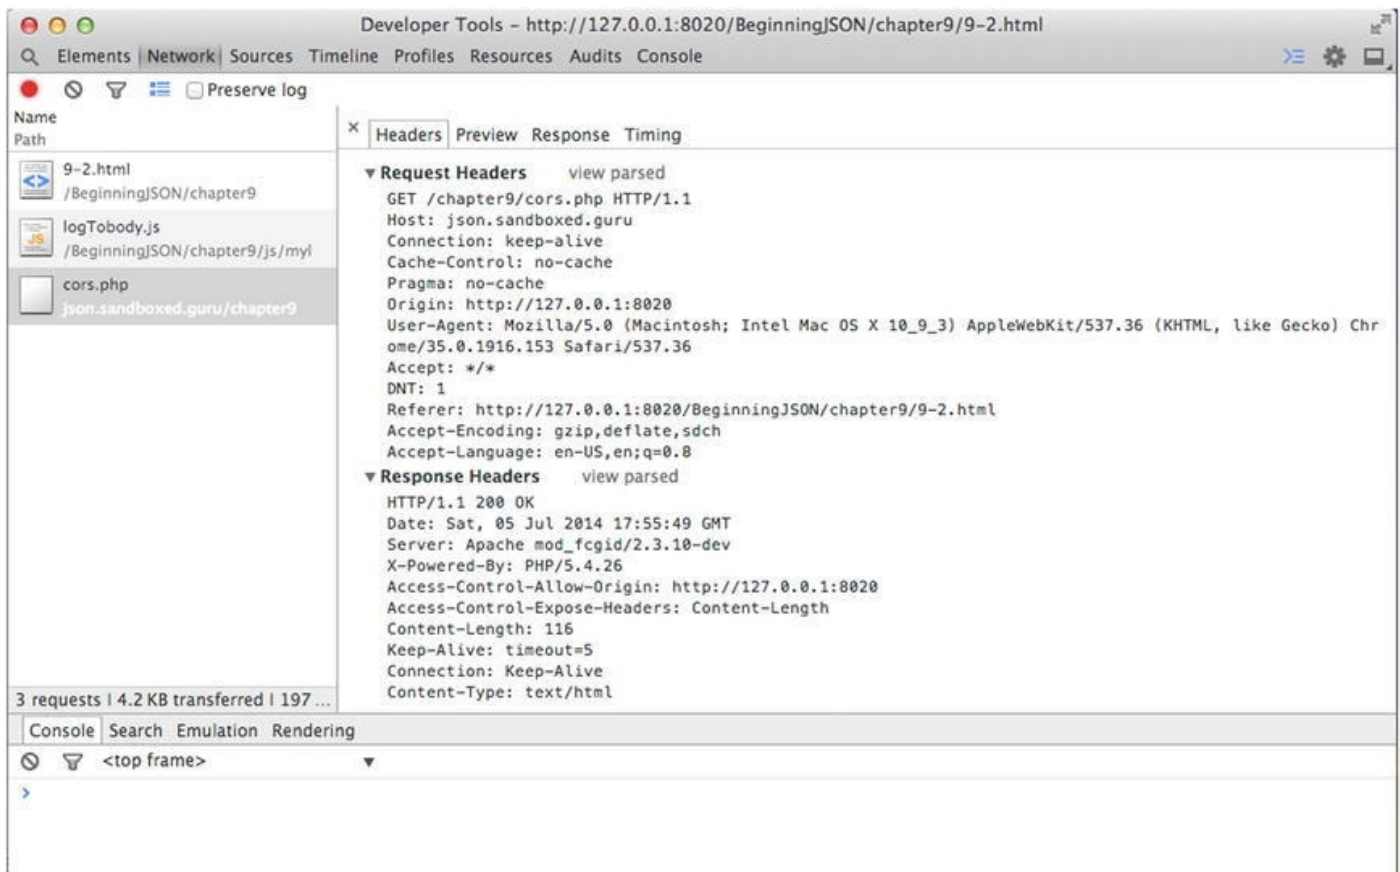 Developer Tools – http://127.0.0.1:8020/BeginningJSON/chapter9/9-2.html
Elements Network Sources Timeline Profiles Resources Audits Console
Preserve log
Name
Path
9-2.html
/BeginningJSON/chapter9
logTobody.js
/BeginningJSON/chapter9/js/myl
cors.php
json.sandboxed.guru/chapter9
3 requests | 4.2 KB transferred | 197 ...
× Headers Preview Response Timing
▼ Request Headers view parsed
GET /chapter9/cors.php HTTP/1.1
Host: json.sandboxed.guru
Connection: keep-alive
Cache-Control: no-cache
Pragma: no-cache
Origin: http://127.0.0.1:8020
User-Agent: Mozilla/5.0 (Macintosh; Intel Mac OS X 10_9_3) AppleWebKit/537.36 (KHTML, like Gecko) Chr
ome/35.0.1916.153 Safari/537.36
Accept: */*
DNT: 1
Referer: http://127.0.0.1:8020/BeginningJSON/chapter9/9-2.html
Accept-Encoding: gzip,deflate,sdch
Accept-Language: en-US,en;q=0.8
▼ Response Headers view parsed
HTTP/1.1 200 OK
Date: Sat, 05 Jul 2014 17:55:49 GMT
Server: Apache mod_fcgid/2.3.10-dev
X-Powered-By: PHP/5.4.26
Access-Control-Allow-Origin: http://127.0.0.1:8020
Access-Control-Expose-Headers: Content-Length
Content-Length: 116
Keep-Alive: timeout=5
Connection: Keep-Alive
Content-Type: text/html
Console Search Emulation Rendering
<top frame> ▼
>